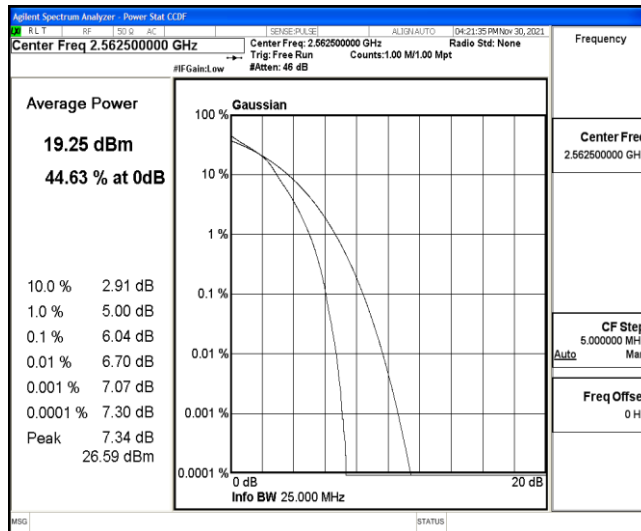 Agilent Spectrum Analyzer - Power Stat CCDF
RLT RF 50 Ω AC SENSE:PULSE ALIGN AUTO 04:21:35 PM Nov 30, 2021
Center Freq 2.562500000 GHz
Center Freq: 2.562500000 GHz Radio Std: None
Trig: Free Run Counts:1.00 M/1.00 Mpt
#IFGain:Low #Atten: 46 dB
Frequency
Average Power
19.25 dBm
44.63 % at 0dB
10.0 % 2.91 dB
1.0 % 5.00 dB
0.1 % 6.04 dB
0.01 % 6.70 dB
0.001 % 7.07 dB
0.0001 % 7.30 dB
Peak 7.34 dB
26.59 dBm
Gaussian
100 %
10 %
1 %
0.1 %
0.01 %
0.001 %
0.0001 %
0 dB 20 dB
Info BW 25.000 MHz
Center Fre
2.562500000 GH
CF Step
5.000000 MH
Auto Ma
Freq Offse
0 H
MSG STATUS